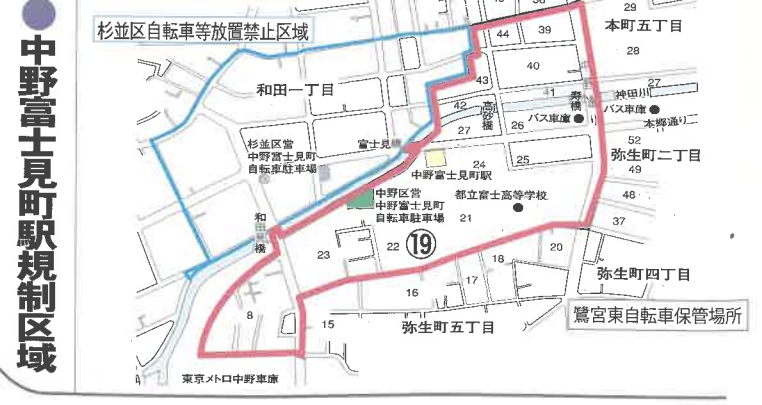 中野富士見町駅規制区域
杉並区自転車等放置禁止区域
29
本町五丁目
44
39
28
40
和田一丁目
43
27
神田川
41
寿橋
バス車庫
バス車庫
42
高砂橋
本郷通り
27
26
52
杉並区営
中野富士見町
自転車駐車場
富士見橋
弥生町二丁目
24
25
49
中野富士見町駅
中野区営
中野富士見町
自転車駐車場
都立富士高等学校
48
21
37
和田見橋
22
⑲
23
20
18
弥生町四丁目
17
16
8
15
弥生町五丁目
鷺宮東自転車保管場所
東京メトロ中野車庫